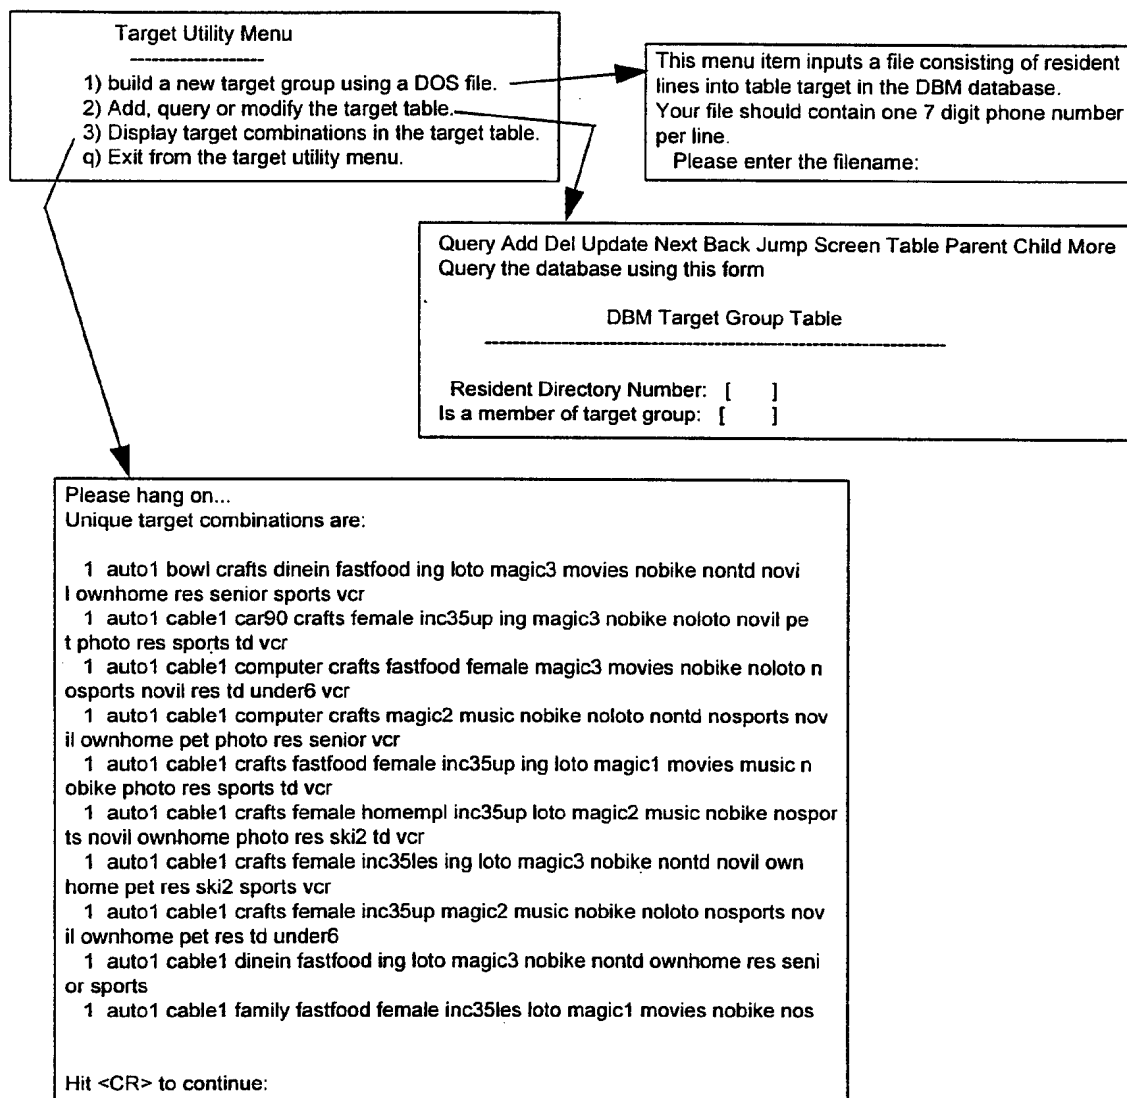 Target Utility Menu
--------------------
1) build a new target group using a DOS file.
2) Add, query or modify the target table.
3) Display target combinations in the target table.
q) Exit from the target utility menu.
This menu item inputs a file consisting of resident
lines into table target in the DBM database.
Your file should contain one 7 digit phone number
per line.
Please enter the filename:
Query Add Del Update Next Back Jump Screen Table Parent Child More
Query the database using this form
DBM Target Group Table
----------------------------------------------------------------------
Resident Directory Number: [ ]
Is a member of target group: [ ]
Please hang on...
Unique target combinations are:
1 auto1 bowl crafts dinein fastfood ing loto magic3 movies nobike nontd novi
l ownhome res senior sports vcr
1 auto1 cable1 car90 crafts female inc35up ing magic3 nobike noloto novil pe
t photo res sports td vcr
1 auto1 cable1 computer crafts fastfood female magic3 movies nobike noloto n
osports novil res td under6 vcr
1 auto1 cable1 computer crafts magic2 music nobike noloto nontd nosports nov
il ownhome pet photo res senior vcr
1 auto1 cable1 crafts fastfood female inc35up ing loto magic1 movies music n
obike photo res sports td vcr
1 auto1 cable1 crafts female homempl inc35up loto magic2 music nobike nospor
ts novil ownhome photo res ski2 td vcr
1 auto1 cable1 crafts female inc35les ing loto magic3 nobike nontd novil own
home pet res ski2 sports vcr
1 auto1 cable1 crafts female inc35up magic2 music nobike noloto nosports nov
il ownhome pet res td under6
1 auto1 cable1 dinein fastfood ing loto magic3 nobike nontd ownhome res seni
or sports
1 auto1 cable1 family fastfood female inc35les loto magic1 movies nobike nos
Hit <CR> to continue: